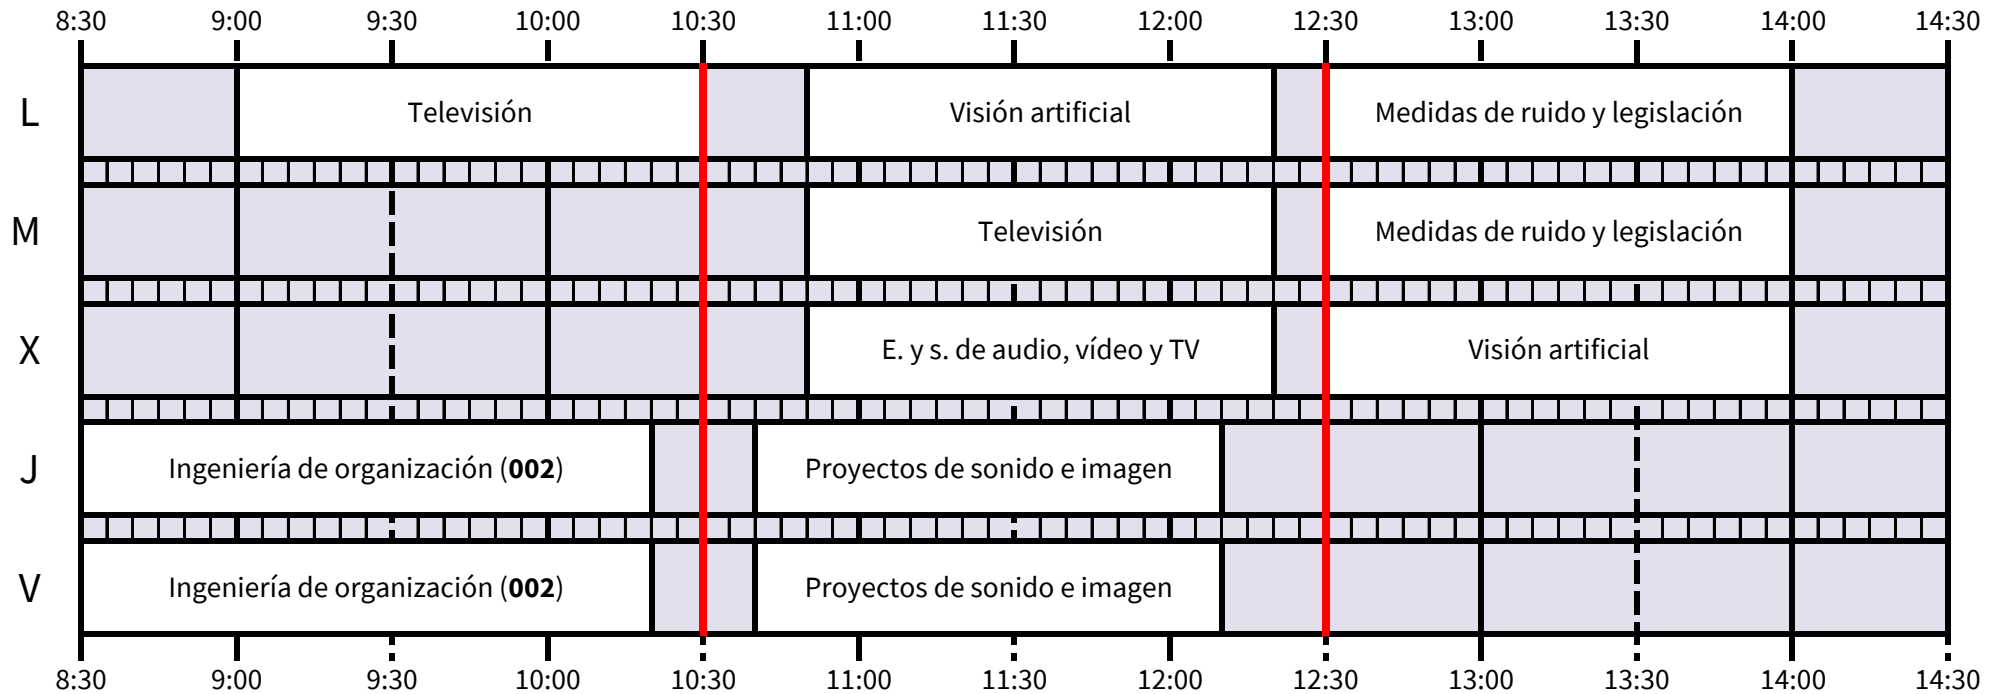 8:30 9:00 9:30 10:00 10:30 11:00 11:30 12:00 12:30 13:00 13:30 14:00 14:30
L Televisión Visión artificial Medidas de ruido y legislación
M Televisión Medidas de ruido y legislación
X E. y s. de audio, vídeo y TV Visión artificial
J Ingeniería de organización (002) Proyectos de sonido e imagen
V Ingeniería de organización (002) Proyectos de sonido e imagen
8:30 9:00 9:30 10:00 10:30 11:00 11:30 12:00 12:30 13:00 13:30 14:00 14:30